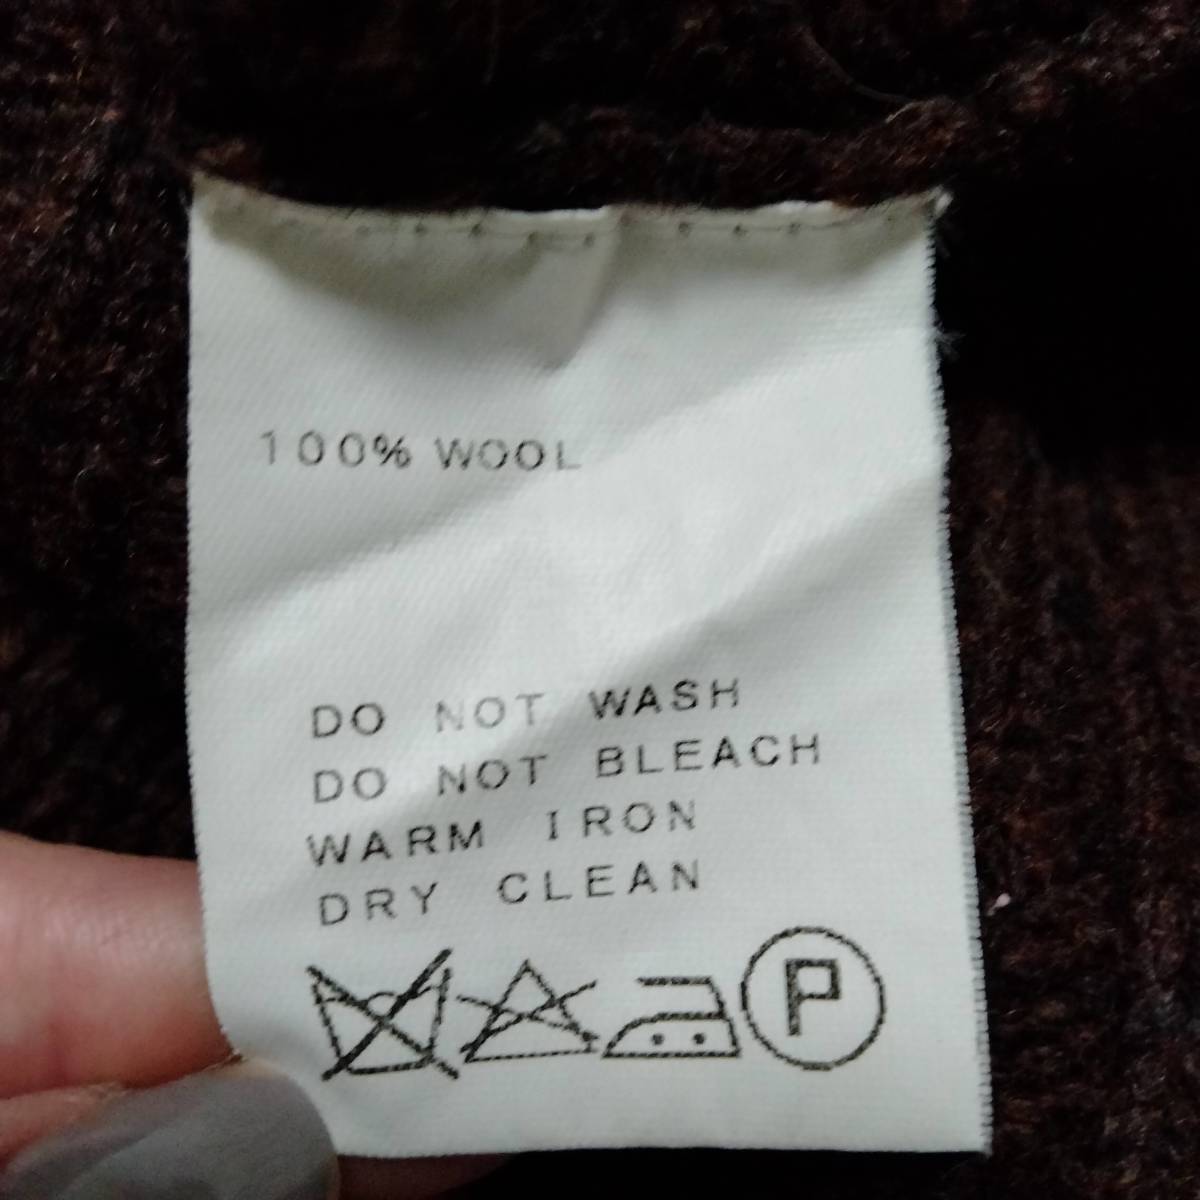 100% WOOL
DO NOT WASH
DO NOT BLEACH
WARM IRON
DRY CLEAN
P